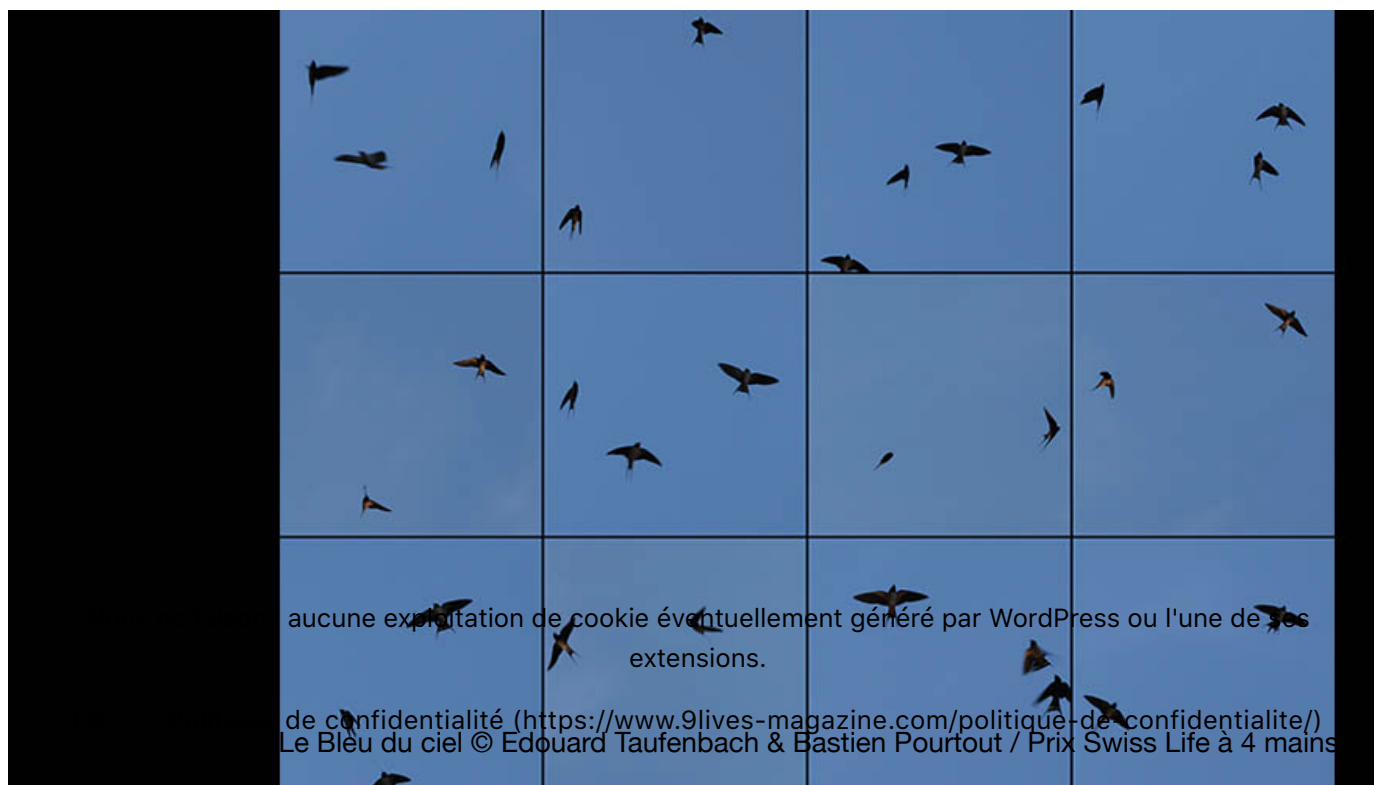 aucune exploitation de cookie éventuellement généré par WordPress ou l'une de ses
extensions.
de confidentialité (https://www.9lives-magazine.com/politique-de-confidentialite/)
Le Bleu du ciel © Edouard Taufenbach & Bastien Pourtout / Prix Swiss Life à 4 mains